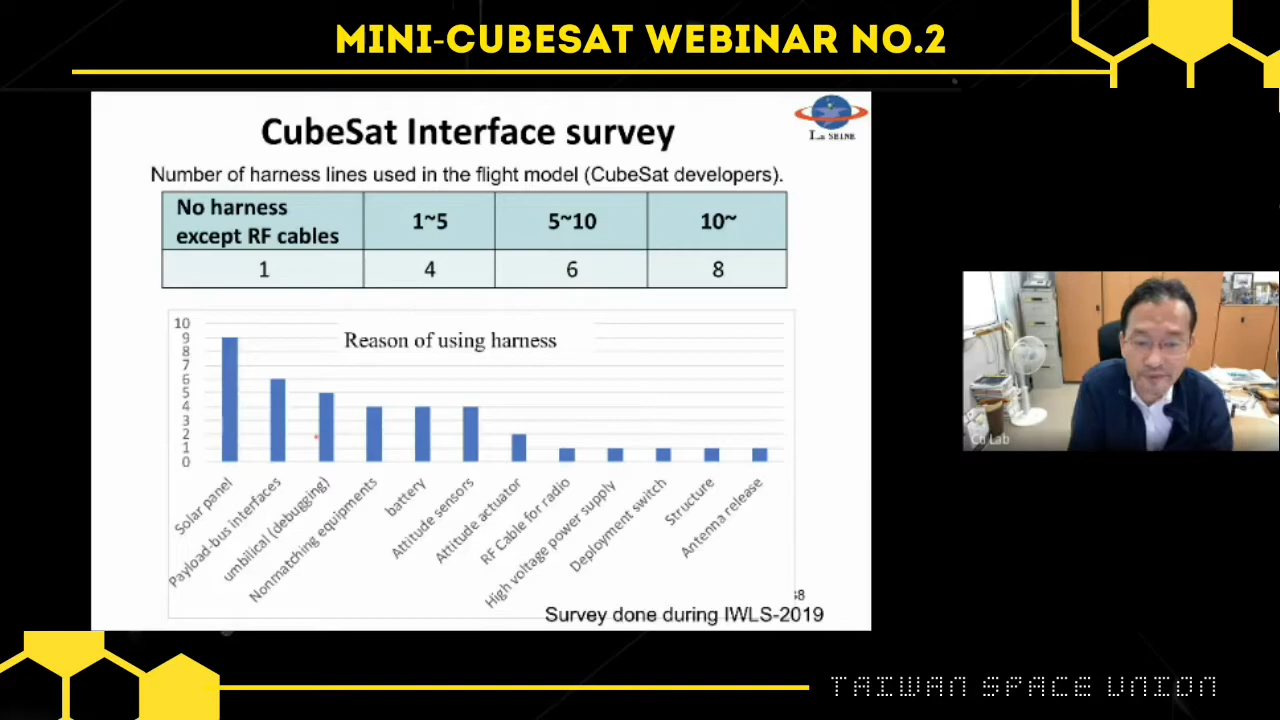 MINI-CUBESAT WEBINAR NO.2
CubeSat Interface survey
La SEINE
Number of harness lines used in the flight model (CubeSat developers).
No harness
except RF cables
1~5
5~10
10~
1
4
6
8
Reason of using harness
10
9
8
7
6
5
4
3
2
1
0
Solar panel
Payload-bus interfaces
umbilical (debugging)
Nonmatching equipments
battery
Attitude sensors
Attitude actuator
RF Cable for radio
High voltage power supply
Deployment switch
Structure
Antenna release
Survey done during IWLS-2019
TAIWAN SPACE UNION